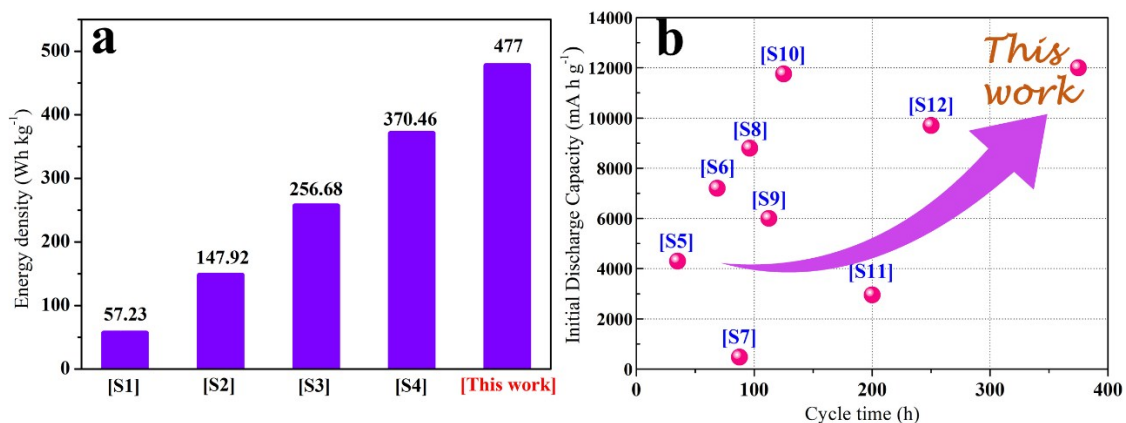 a
Energy density (Wh kg⁻¹)
500
400
300
200
100
0
57.23
147.92
256.68
370.46
477
[S1]
[S2]
[S3]
[S4]
[This work]
b
Initial Discharge Capacity (mA h g⁻¹)
14000
12000
10000
8000
6000
4000
2000
0
[S10]
This
work
[S12]
[S8]
[S6]
[S9]
[S5]
[S11]
[S7]
0
100
200
300
400
Cycle time (h)